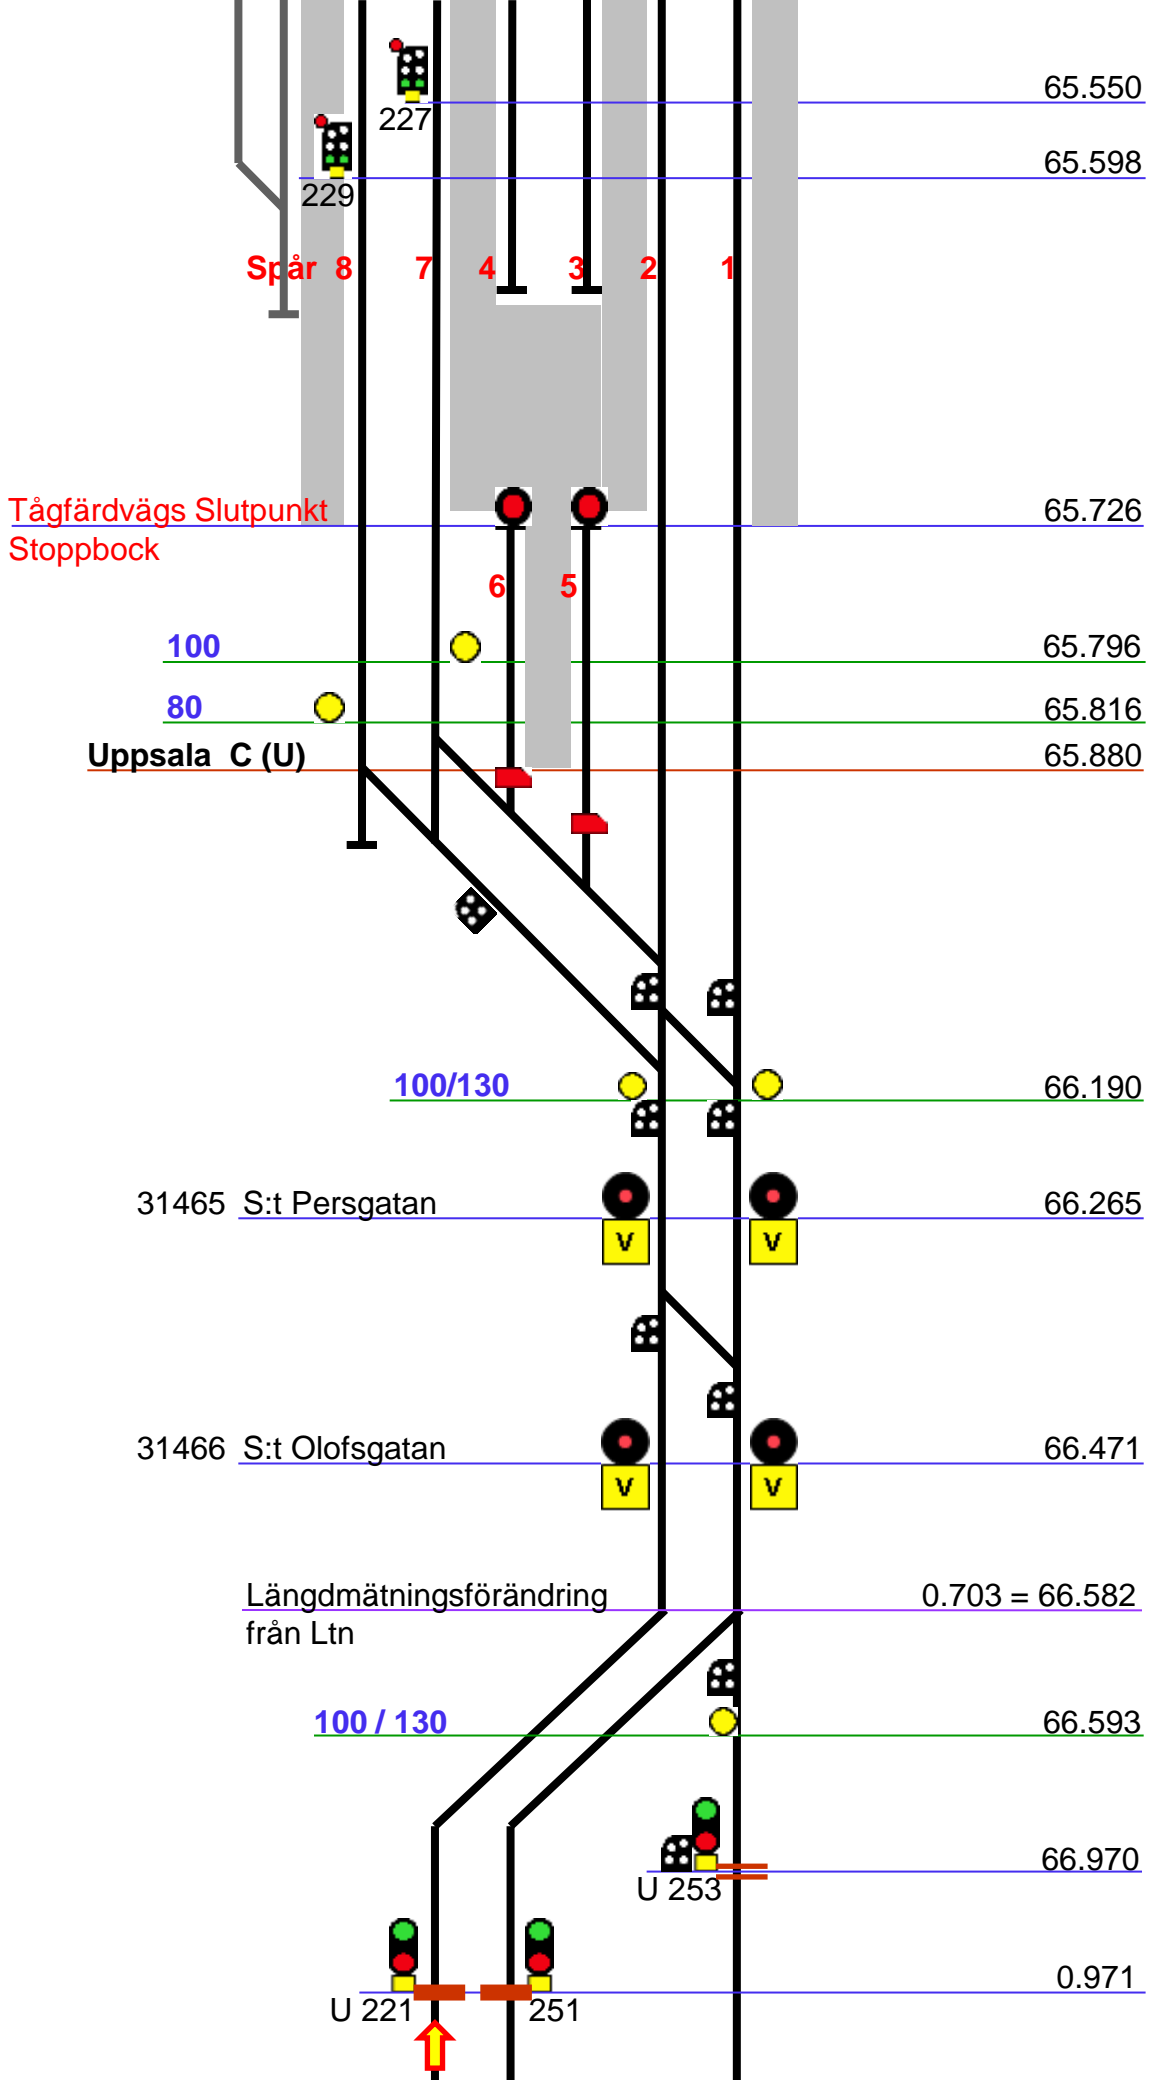 65.550
227
65.598
229
Spår 8 7 4 3 2 1
Tågfärdvägs Slutpunkt 65.726
Stoppbock
6 5
100 65.796
80 65.816
Uppsala C (U) 65.880
100/130 66.190
31465 S:t Persgatan 66.265
V V
31466 S:t Olofsgatan 66.471
V V
Längdmätningsförändring 0.703 = 66.582
från Ltn
100 / 130 66.593
66.970
U 253
0.971
U 221 251